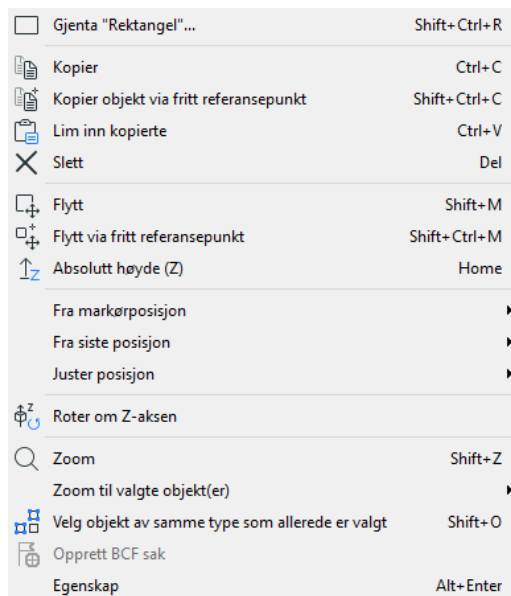 Gjenta "Rektangel"... Shift+Ctrl+R
Kopier Ctrl+C
Kopier objekt via fritt referansepunkt Shift+Ctrl+C
Lim inn kopierte Ctrl+V
Slett Del
Flytt Shift+M
Flytt via fritt referansepunkt Shift+Ctrl+M
Absolutt høyde (Z) Home
Fra markørposisjon
Fra siste posisjon
Juster posisjon
Roter om Z-aksen
Zoom Shift+Z
Zoom til valgte objekt(er)
Velg objekt av samme type som allerede er valgt Shift+O
Opprett BCF sak
Egenskap Alt+Enter